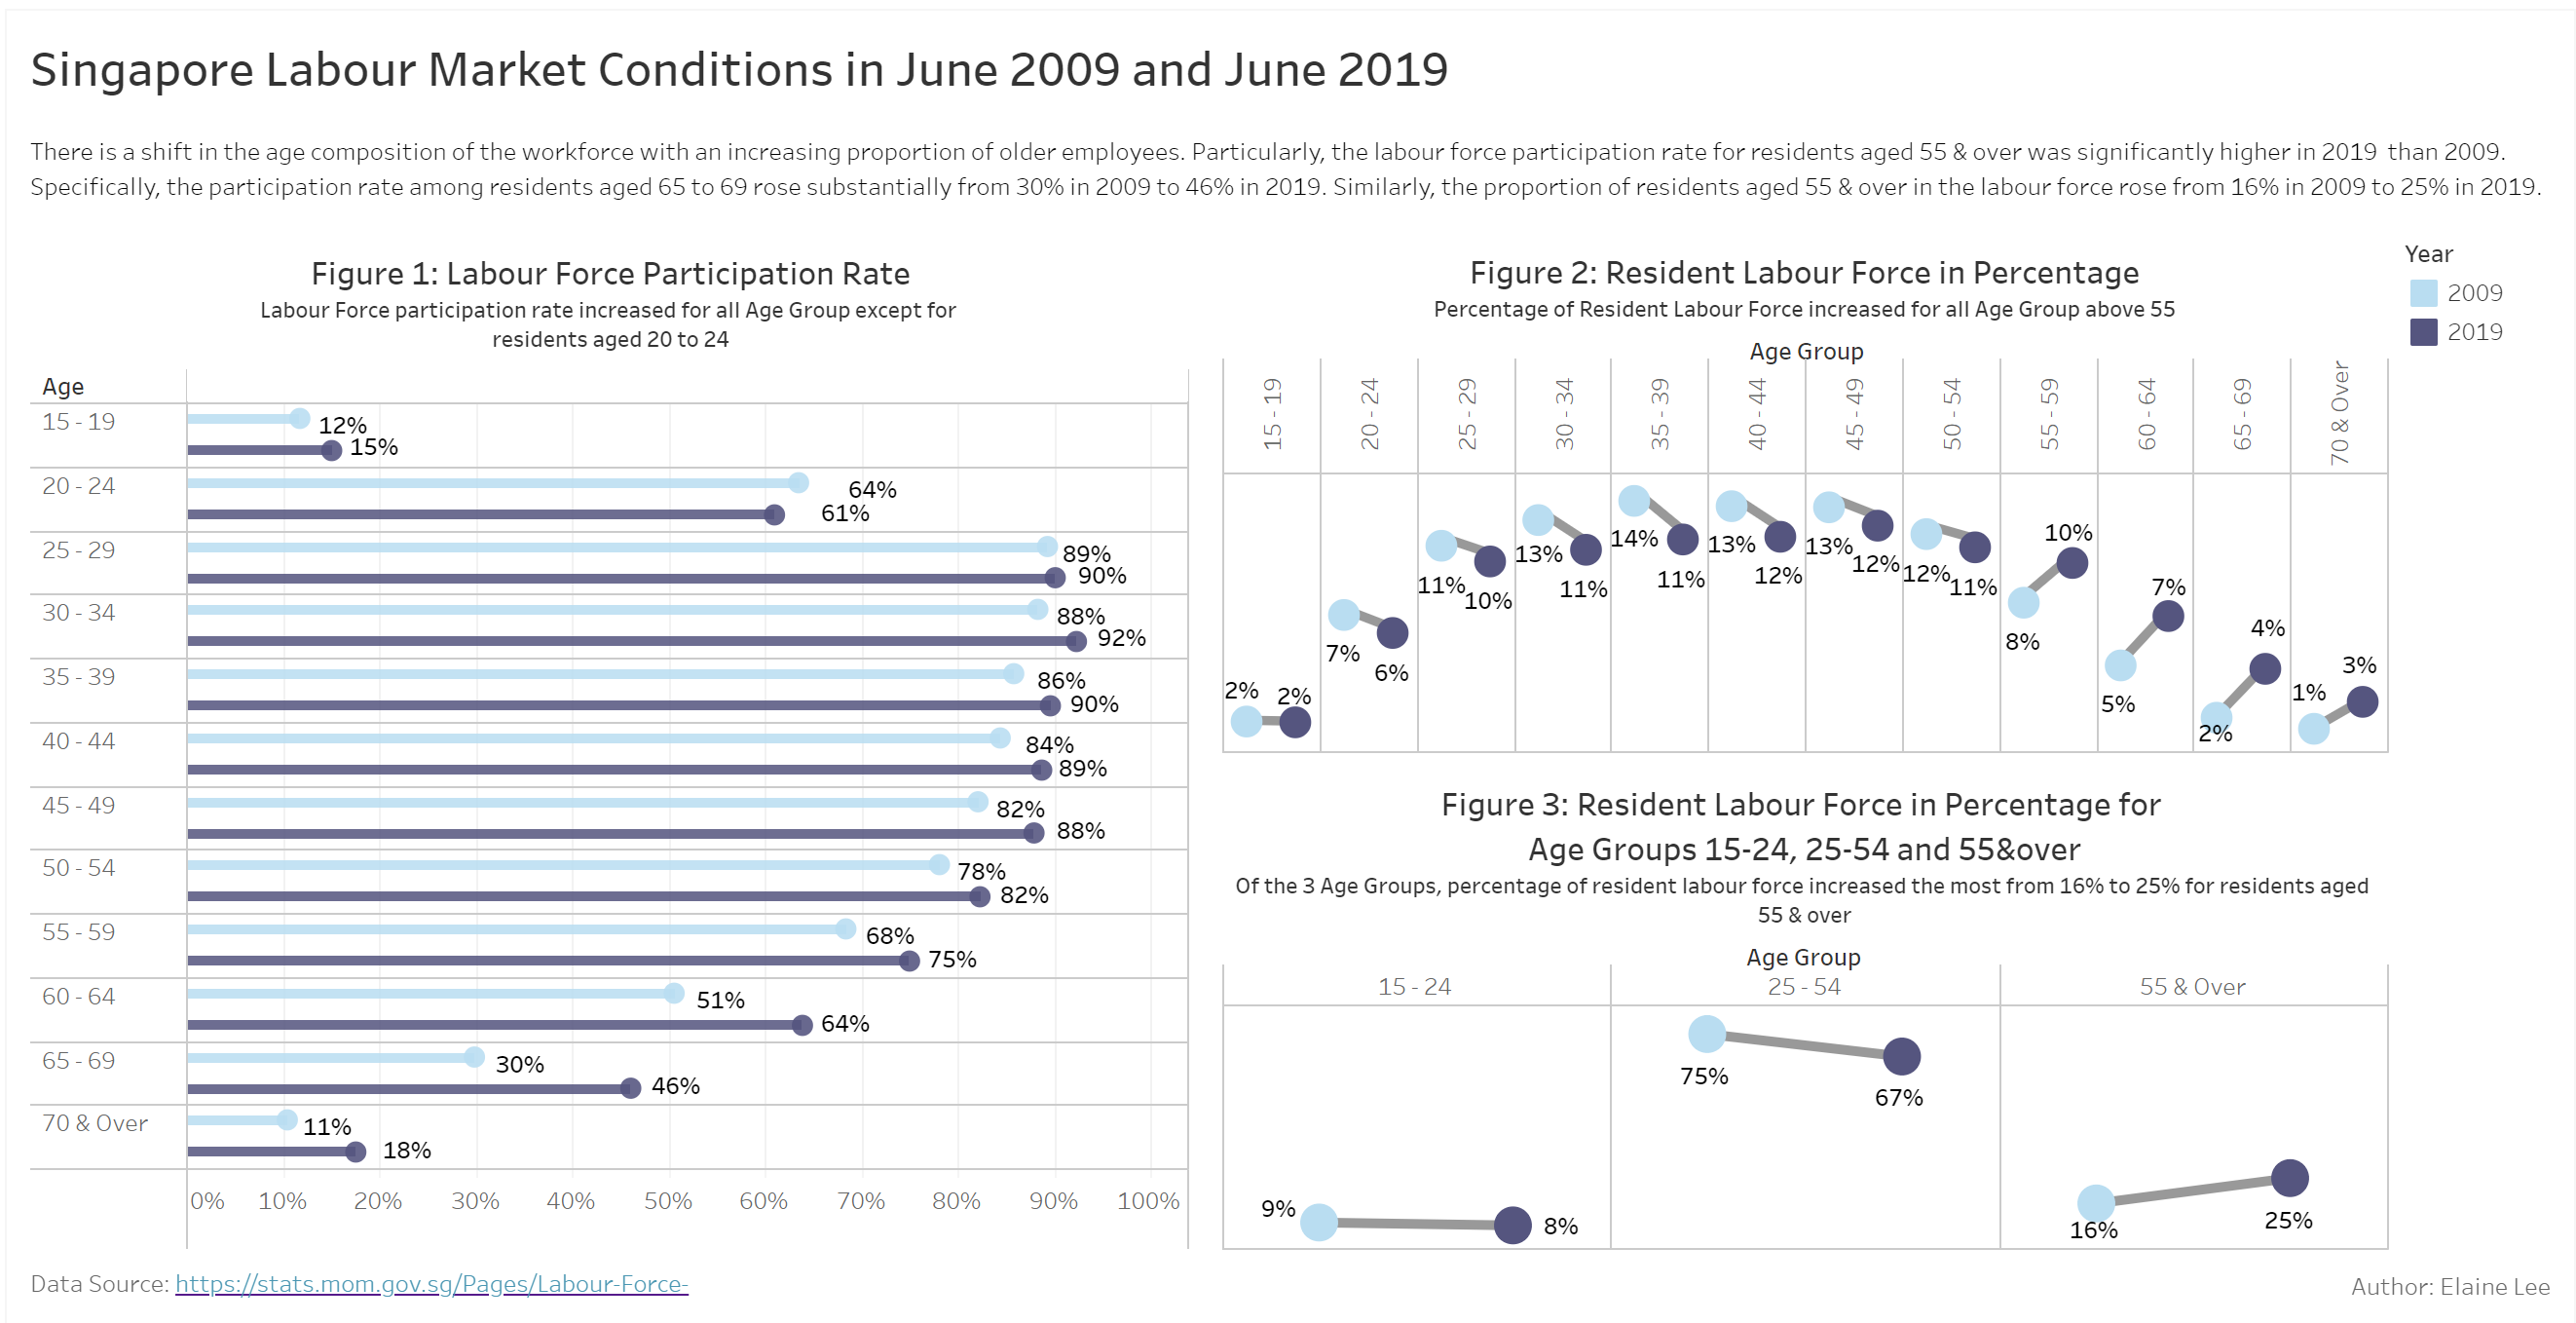 Singapore Labour Market Conditions in June 2009 and June 2019
There is a shift in the age composition of the workforce with an increasing proportion of older employees. Particularly, the labour force participation rate for residents aged 55 & over was significantly higher in 2019  than 2009.
Specifically, the participation rate among residents aged 65 to 69 rose substantially from 30% in 2009 to 46% in 2019. Similarly, the proportion of residents aged 55 & over in the labour force rose from 16% in 2009 to 25% in 2019.
Figure 1: Labour Force Participation Rate
Labour Force participation rate increased for all Age Group except for
residents aged 20 to 24
Age
15 - 19
12%
15%
20 - 24
64%
61%
25 - 29
89%
90%
30 - 34
88%
92%
35 - 39
86%
90%
40 - 44
84%
89%
45 - 49
82%
88%
50 - 54
78%
82%
55 - 59
68%
75%
60 - 64
51%
64%
65 - 69
30%
46%
70 & Over
11%
18%
0% 10% 20% 30% 40% 50% 60% 70% 80% 90% 100%
Figure 2: Resident Labour Force in Percentage
Percentage of Resident Labour Force increased for all Age Group above 55
Year
2009
2019
Age Group
15 - 19
20 - 24
25 - 29
30 - 34
35 - 39
40 - 44
45 - 49
50 - 54
55 - 59
60 - 64
65 - 69
70 & Over
2% 2%
7% 6%
11% 10%
13% 11%
14% 11%
13% 12%
13% 12%
12% 11%
8% 10%
5% 7%
2% 4%
1% 3%
Figure 3: Resident Labour Force in Percentage for
Age Groups 15-24, 25-54 and 55&over
Of the 3 Age Groups, percentage of resident labour force increased the most from 16% to 25% for residents aged
55 & over
Age Group
15 - 24 25 - 54 55 & Over
9% 8%
75% 67%
16% 25%
Data Source: https://stats.mom.gov.sg/Pages/Labour-Force-
Author: Elaine Lee